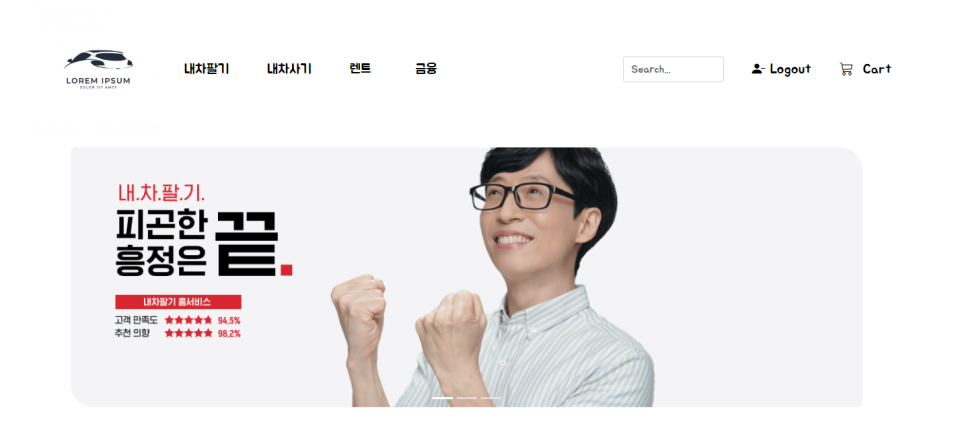 LOREM IPSUM
DOLOR SIT AMET
내차팔기 내차사기 렌트 금융
Search...
Logout
Cart
내.차.팔.기.
피곤한
흥정은 끝.
내차팔기 홈서비스
고객 만족도 ★★★★★ 94.5%
추천 의향 ★★★★★ 98.2%